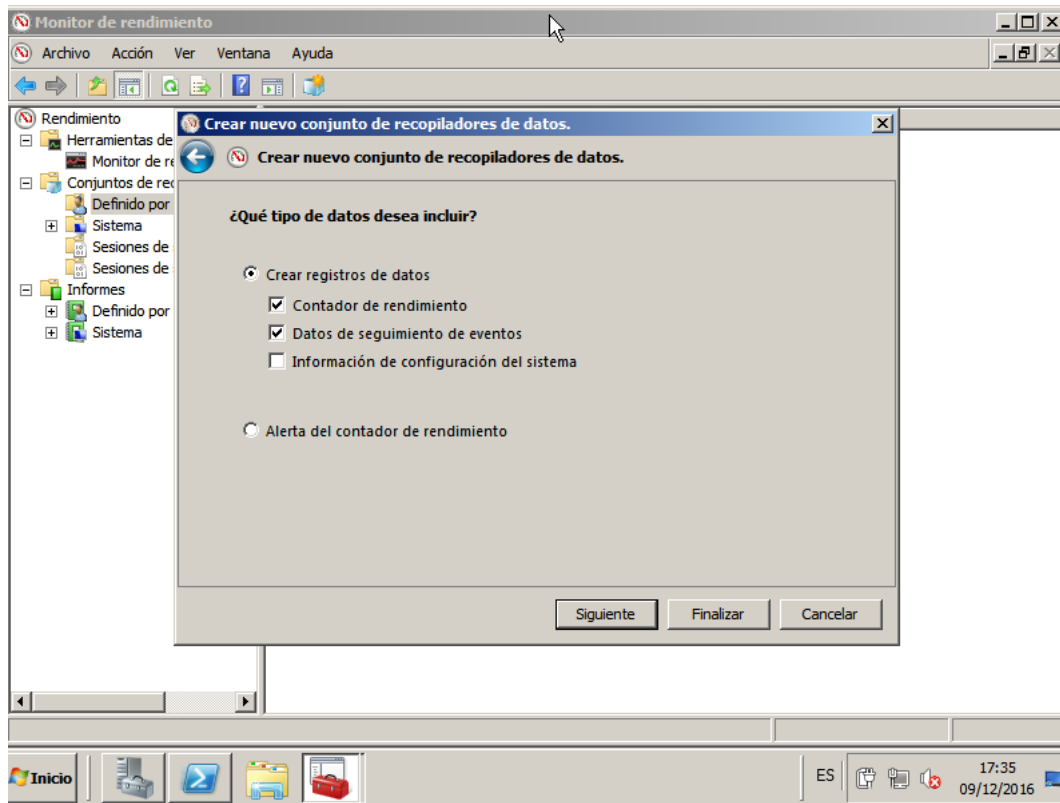 Monitor de rendimiento
Archivo Acción Ver Ventana Ayuda
Rendimiento
Herramientas de
Monitor de re
Conjuntos de rec
Definido por
Sistema
Sesiones de
Sesiones de
Informes
Definido por
Sistema
Crear nuevo conjunto de recopiladores de datos.
Crear nuevo conjunto de recopiladores de datos.
¿Qué tipo de datos desea incluir?
Crear registros de datos
Contador de rendimiento
Datos de seguimiento de eventos
Información de configuración del sistema
Alerta del contador de rendimiento
Siguiente Finalizar Cancelar
Inicio ES 17:35
09/12/2016